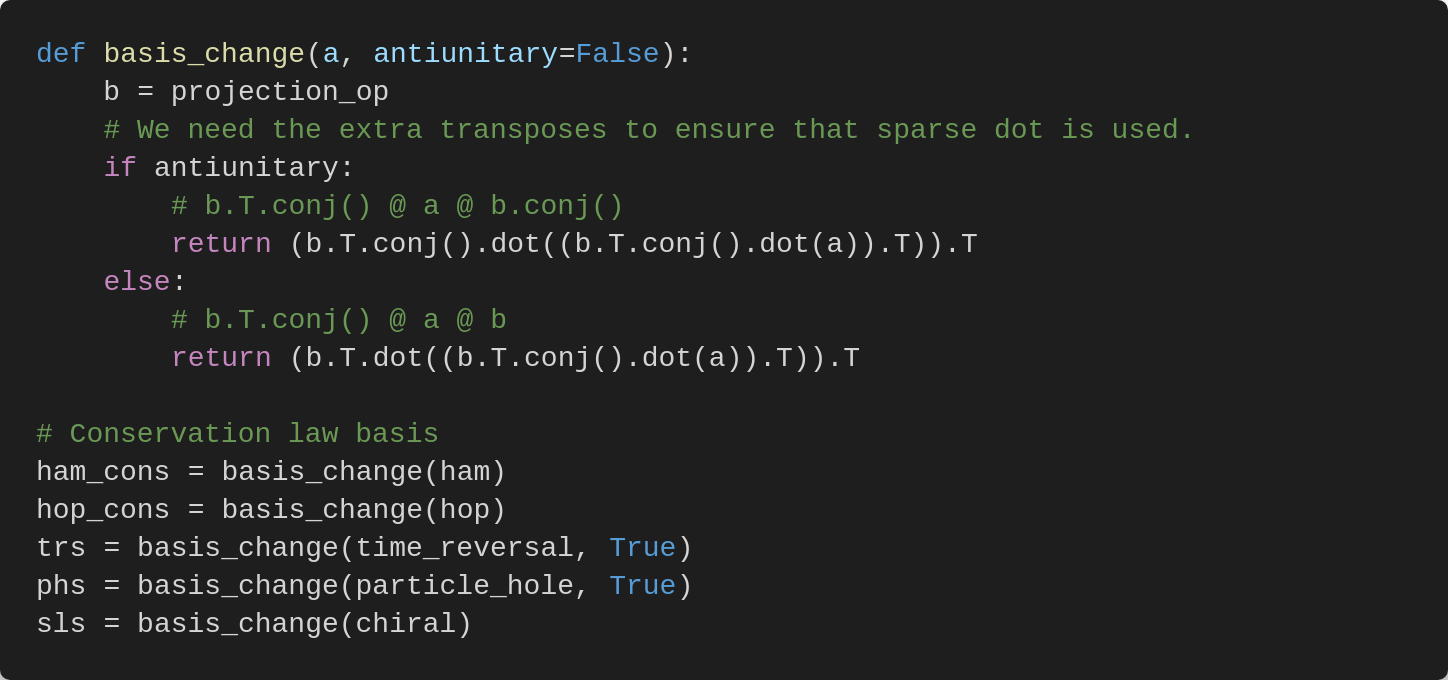 def basis_change(a, antiunitary=False):
    b = projection_op
    # We need the extra transposes to ensure that sparse dot is used.
    if antiunitary:
        # b.T.conj() @ a @ b.conj()
        return (b.T.conj().dot((b.T.conj().dot(a)).T)).T
    else:
        # b.T.conj() @ a @ b
        return (b.T.dot((b.T.conj().dot(a)).T)).T

# Conservation law basis
ham_cons = basis_change(ham)
hop_cons = basis_change(hop)
trs = basis_change(time_reversal, True)
phs = basis_change(particle_hole, True)
sls = basis_change(chiral)